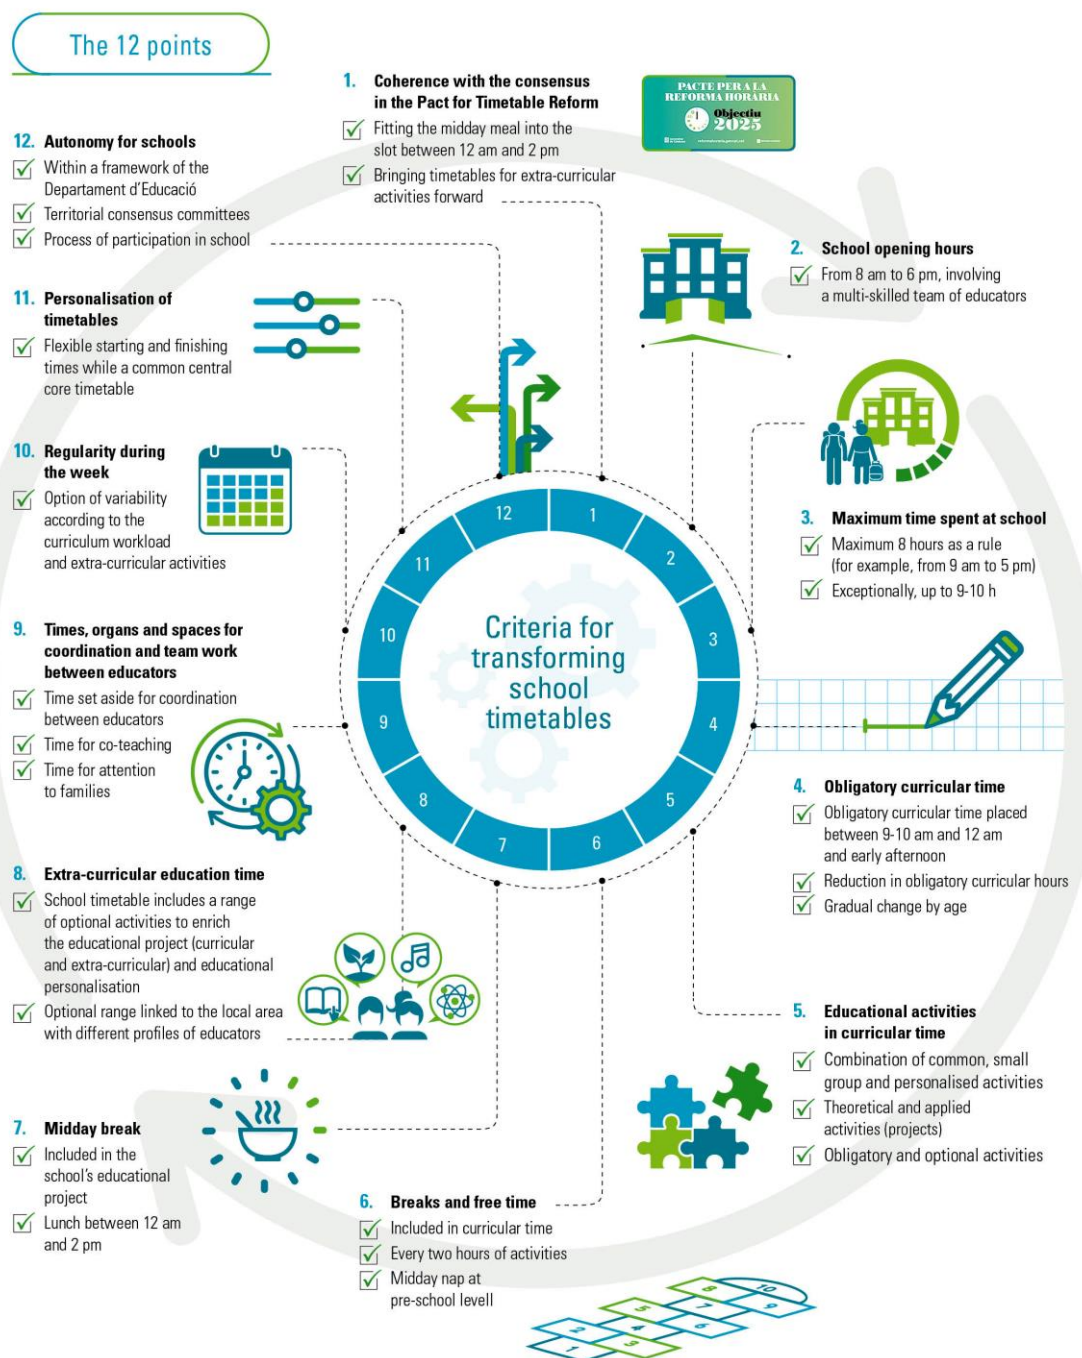 The 12 points
1. Coherence with the consensus
in the Pact for Timetable Reform
Fitting the midday meal into the
slot between 12 am and 2 pm
Bringing timetables for extra-curricular
activities forward
PACTE PER A LA
REFORMA HORÀRIA
Objectiu
2025
2. School opening hours
From 8 am to 6 pm, involving
a multi-skilled team of educators
3. Maximum time spent at school
Maximum 8 hours as a rule
(for example, from 9 am to 5 pm)
Exceptionally, up to 9-10 h
4. Obligatory curricular time
Obligatory curricular time placed
between 9-10 am and 12 am
and early afternoon
Reduction in obligatory curricular hours
Gradual change by age
5. Educational activities
in curricular time
Combination of common, small
group and personalised activities
Theoretical and applied
activities (projects)
Obligatory and optional activities
6. Breaks and free time
Included in curricular time
Every two hours of activities
Midday nap at
pre-school levell
7. Midday break
Included in the
school's educational
project
Lunch between 12 am
and 2 pm
8. Extra-curricular education time
School timetable includes a range
of optional activities to enrich
the educational project (curricular
and extra-curricular) and educational
personalisation
Optional range linked to the local area
with different profiles of educators
9. Times, organs and spaces for
coordination and team work
between educators
Time set aside for coordination
between educators
Time for co-teaching
Time for attention
to families
10. Regularity during
the week
Option of variability
according to the
curriculum workload
and extra-curricular activities
11. Personalisation of
timetables
Flexible starting and finishing
times while a common central
core timetable
12. Autonomy for schools
Within a framework of the
Departament d'Educació
Territorial consensus committees
Process of participation in school
Criteria for
transforming
school
timetables
1
2
3
4
5
6
7
8
9
10
11
12
1
2
3
4
5
6
7
8
9
10